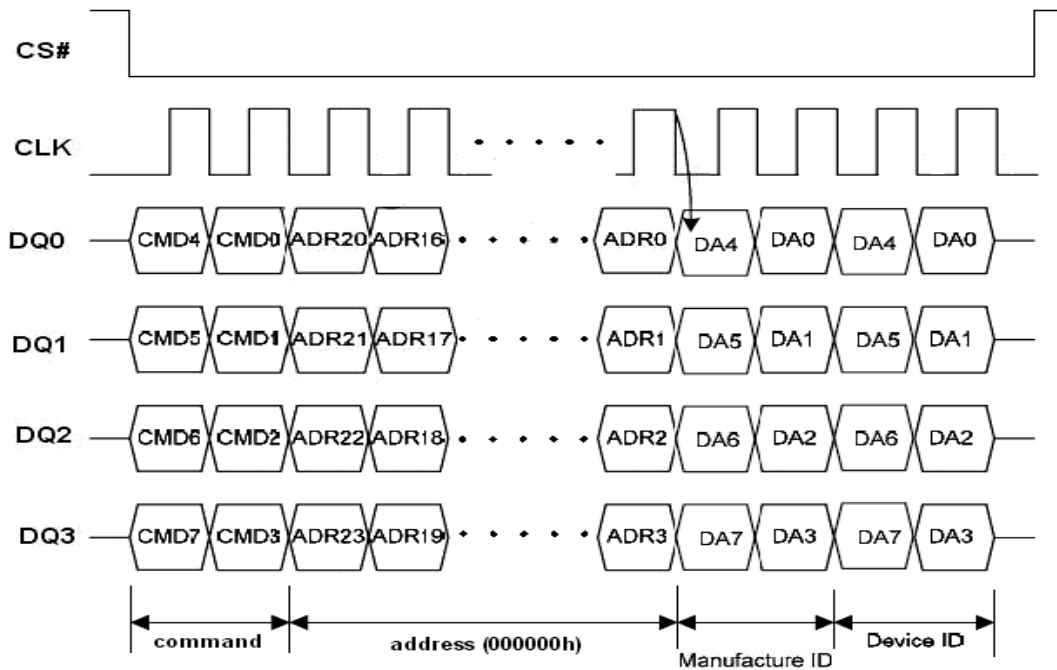 CS#
CLK
DQ0 CMD4 CMD0 ADR20 ADR16 ADR0 DA4 DA0 DA4 DA0
DQ1 CMD5 CMD1 ADR21 ADR17 ADR1 DA5 DA1 DA5 DA1
DQ2 CMD6 CMD2 ADR22 ADR18 ADR2 DA6 DA2 DA6 DA2
DQ3 CMD7 CMD3 ADR23 ADR19 ADR3 DA7 DA3 DA7 DA3
command address (000000h) Manufacture ID Device ID